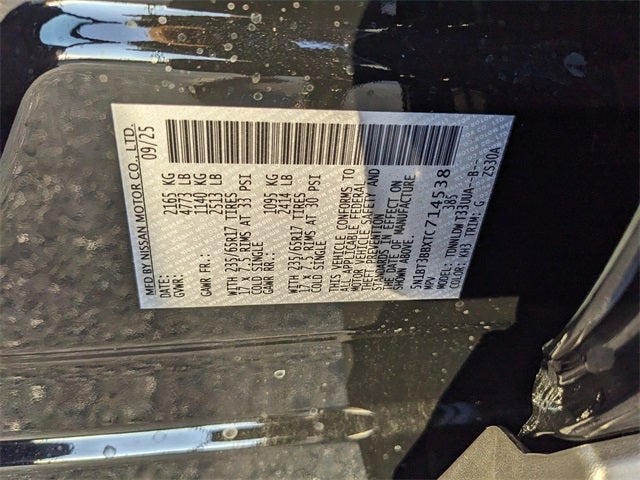 MFD BY NISSAN MOTOR CO., LTD.
DATE: 09/25
GVWR: 2165 KG
4773 LB
GAWR FR: 1140 KG
2513 LB
WITH 235/65R17 TIRES
17 X 7.5 RIMS AT 33 PSI
COLD SINGLE
GAWR RR: 1095 KG
2414 LB
WITH 235/65R17 TIRES
17 X 7.5 RIMS AT 30 PSI
COLD SINGLE
THIS VEHICLE CONFORMS TO
ALL APPLICABLE FEDERAL
MOTOR VEHICLE SAFETY AND
THEFT PREVENTION
STANDARDS IN EFFECT ON
THE DATE OF MANUFACTURE
SHOWN ABOVE.
JN1BT3BBXTC714538
MPV 385
MODEL:
COLOR: KH3 TRIM: G
ZS30A